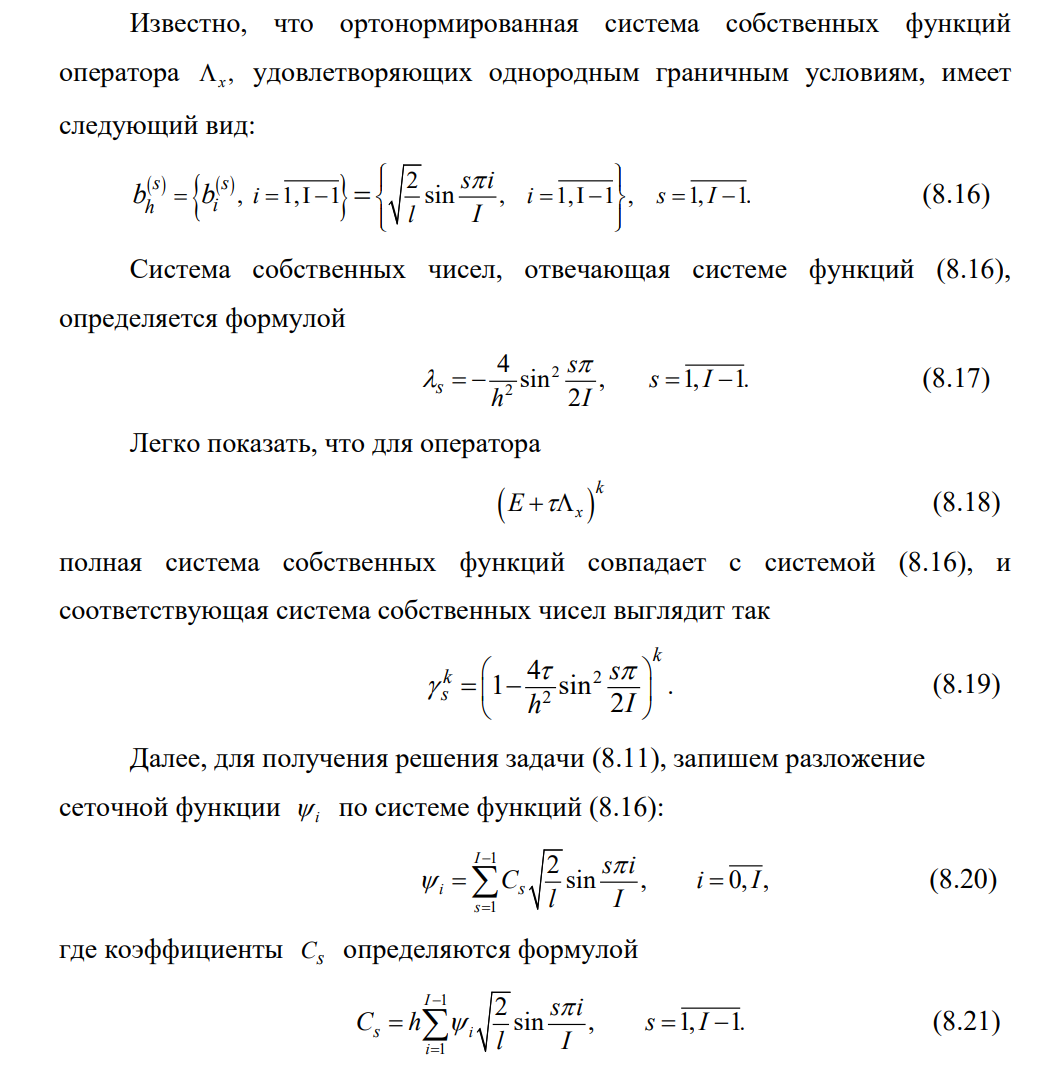 Известно, что ортонормированная система собственных функций
оператора Λₓ, удовлетворяющих однородным граничным условиям, имеет
следующий вид:
$b_h^{(s)} = \left\{ b_i^{(s)}, \; i = \overline{1, \mathrm{I}-1} \right\} = \left\{ \sqrt{\frac{2}{l}} \sin \frac{s\pi i}{I}, \quad i = \overline{1, \mathrm{I}-1} \right\}, \quad s = \overline{1, I-1}.$ (8.16)
Система собственных чисел, отвечающая системе функций (8.16),
определяется формулой
$\lambda_s = -\frac{4}{h^2} \sin^2 \frac{s\pi}{2I}, \quad s = \overline{1, I-1}.$ (8.17)
Легко показать, что для оператора
$\left( E + \tau \Lambda_x \right)^k$ (8.18)
полная система собственных функций совпадает с системой (8.16), и
соответствующая система собственных чисел выглядит так
$\gamma_s^k = \left( 1 - \frac{4\tau}{h^2} \sin^2 \frac{s\pi}{2I} \right)^k.$ (8.19)
Далее, для получения решения задачи (8.11), запишем разложение
сеточной функции ψᵢ по системе функций (8.16):
$\psi_i = \sum_{s=1}^{I-1} C_s \sqrt{\frac{2}{l}} \sin \frac{s\pi i}{I}, \quad i = \overline{0, I},$ (8.20)
где коэффициенты Cₛ определяются формулой
$C_s = h \sum_{i=1}^{I-1} \psi_i \sqrt{\frac{2}{l}} \sin \frac{s\pi i}{I}, \quad s = \overline{1, I-1}.$ (8.21)